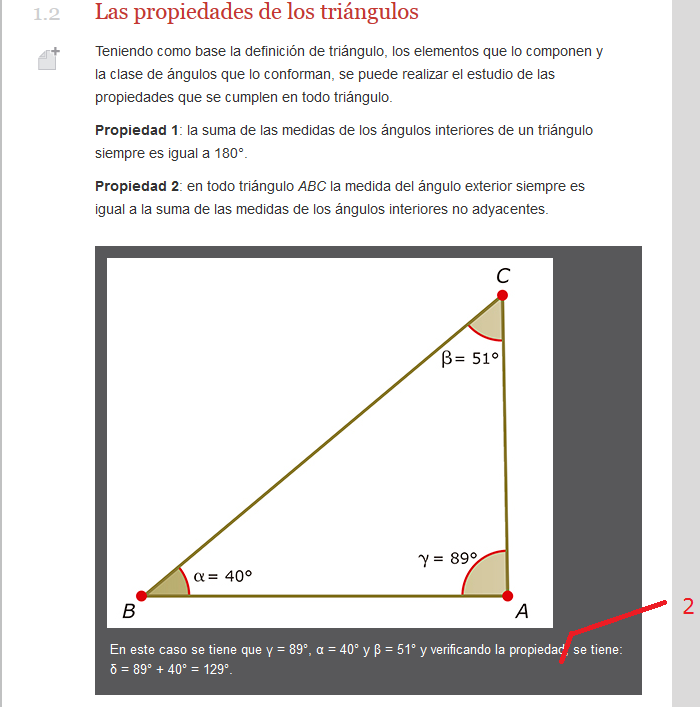 1.2 Las propiedades de los triángulos
Teniendo como base la definición de triángulo, los elementos que lo componen y
la clase de ángulos que lo conforman, se puede realizar el estudio de las
propiedades que se cumplen en todo triángulo.
Propiedad 1: la suma de las medidas de los ángulos interiores de un triángulo
siempre es igual a 180°.
Propiedad 2: en todo triángulo ABC la medida del ángulo exterior siempre es
igual a la suma de las medidas de los ángulos interiores no adyacentes.
C
β = 51°
γ = 89°
α = 40°
B
A
2
En este caso se tiene que γ = 89°, α = 40° y β = 51° y verificando la propiedad, se tiene:
δ = 89° + 40° = 129°.